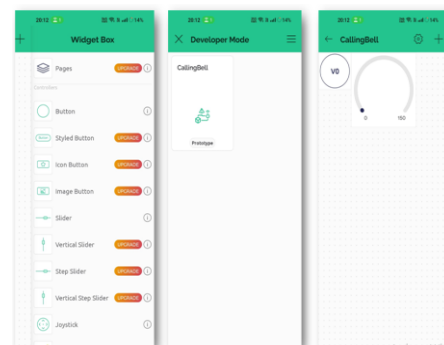 20:12
14%
Widget Box
Pages
UPGRADE
Controllers
Button
Styled Button
UPGRADE
Icon Button
UPGRADE
Image Button
UPGRADE
Slider
Vertical Slider
UPGRADE
Step Slider
UPGRADE
Vertical Step Slider
UPGRADE
Joystick
20:12
14%
Developer Mode
CallingBell
Prototype
20:12
14%
CallingBell
V0
0
150